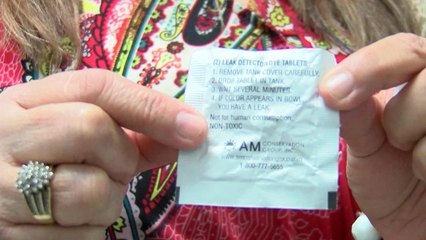 (2) LEAK DETECTOR DYE TABLETS
1. REMOVE TANK COVER CAREFULLY.
2. DROP TABLET IN TANK.
3. WAIT SEVERAL MINUTES.
4. IF COLOR APPEARS IN BOWL
YOU HAVE A LEAK.
Not for human consumption.
NON-TOXIC
AM CONSERVATION
GROUP, INC.
1-800-777-5655